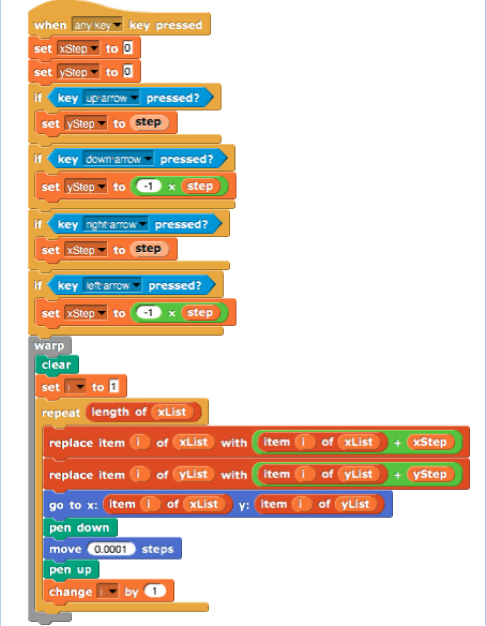 when any key key pressed
set xStep to 0
set yStep to 0
if key up arrow pressed?
set yStep to step
if key down arrow pressed?
set yStep to -1 × step
if key right arrow pressed?
set xStep to step
if key left arrow pressed?
set xStep to -1 × step
warp
clear
set i to 1
repeat length of xList
replace item i of xList with item i of xList + xStep
replace item i of yList with item i of yList + yStep
go to x: item i of xList y: item i of yList
pen down
move 0.0001 steps
pen up
change i by 1